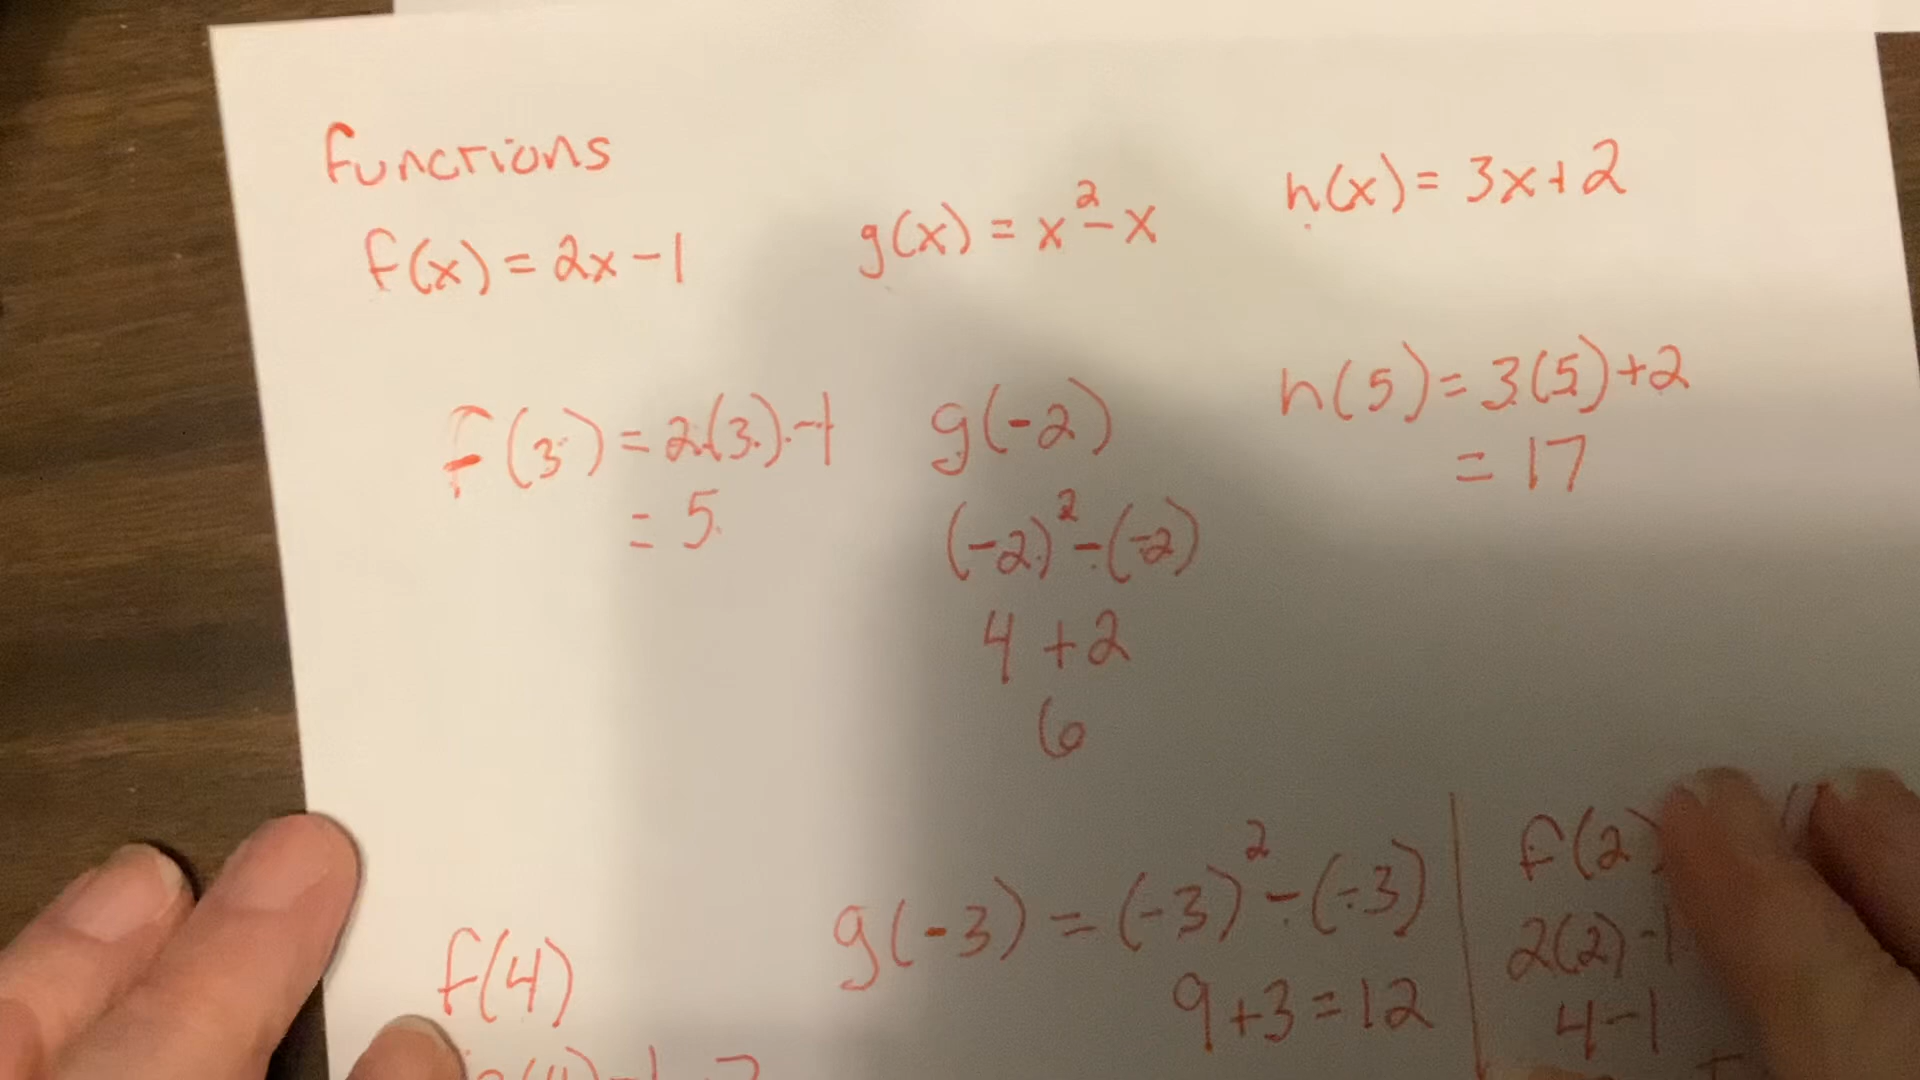 Functions
f(x) = 2x - 1
g(x) = x² - x
h(x) = 3x + 2
f(3) = 2(3) - 1
= 5
g(-2)
(-2)² - (-2)
4 + 2
6
h(5) = 3(5) + 2
= 17
f(4)
g(-3) = (-3)² - (-3)
9 + 3 = 12
f(2)
2(2) - 1
4 - 1